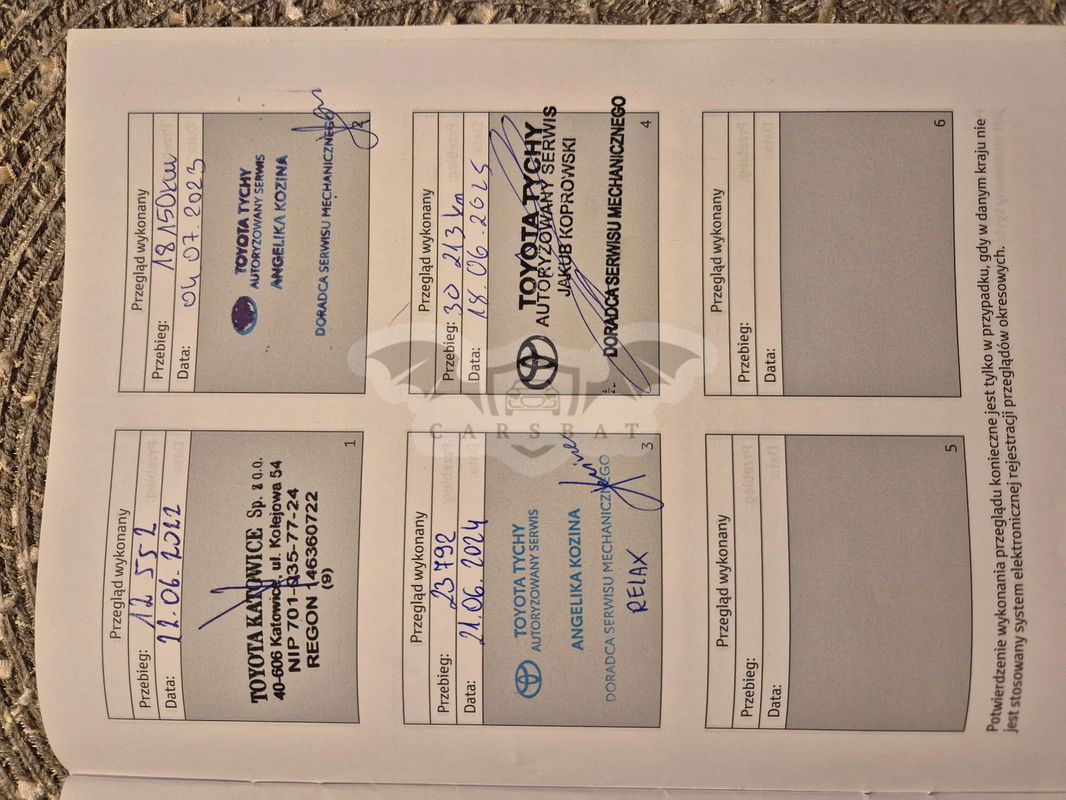 Przegląd wykonany
Przebieg: 12 552
Data: 22.06.2022
TOYOTA KATOWICE Sp. z o.o.
40-606 Katowice, ul. Kolejowa 54
NIP 701-035-77-24
REGON 146360722
(9)
1
Przegląd wykonany
Przebieg: 18150km
Data: 04 07.2023
TOYOTA TYCHY
AUTORYZOWANY SERWIS
ANGELIKA KOZINA
DORADCA SERWISU MECHANICZNEGO
2
Przegląd wykonany
Przebieg: 23792
Data: 21.06.2024
TOYOTA TYCHY
AUTORYZOWANY SERWIS
ANGELIKA KOZINA
DORADCA SERWISU MECHANICZNEGO
RELAX
3
Przegląd wykonany
Przebieg: 30 213 km
Data: 18.06.2025
TOYOTA TYCHY
AUTORYZOWANY SERWIS
JAKUB KOPROWSKI
DORADCA SERWISU MECHANICZNEGO
4
Przegląd wykonany
Przebieg:
Data:
5
Przegląd wykonany
Przebieg:
Data:
6
Potwierdzenie wykonania przeglądu konieczne jest tylko w przypadku, gdy w danym kraju nie
jest stosowany system elektronicznej rejestracji przeglądów okresowych.
CARSBAT